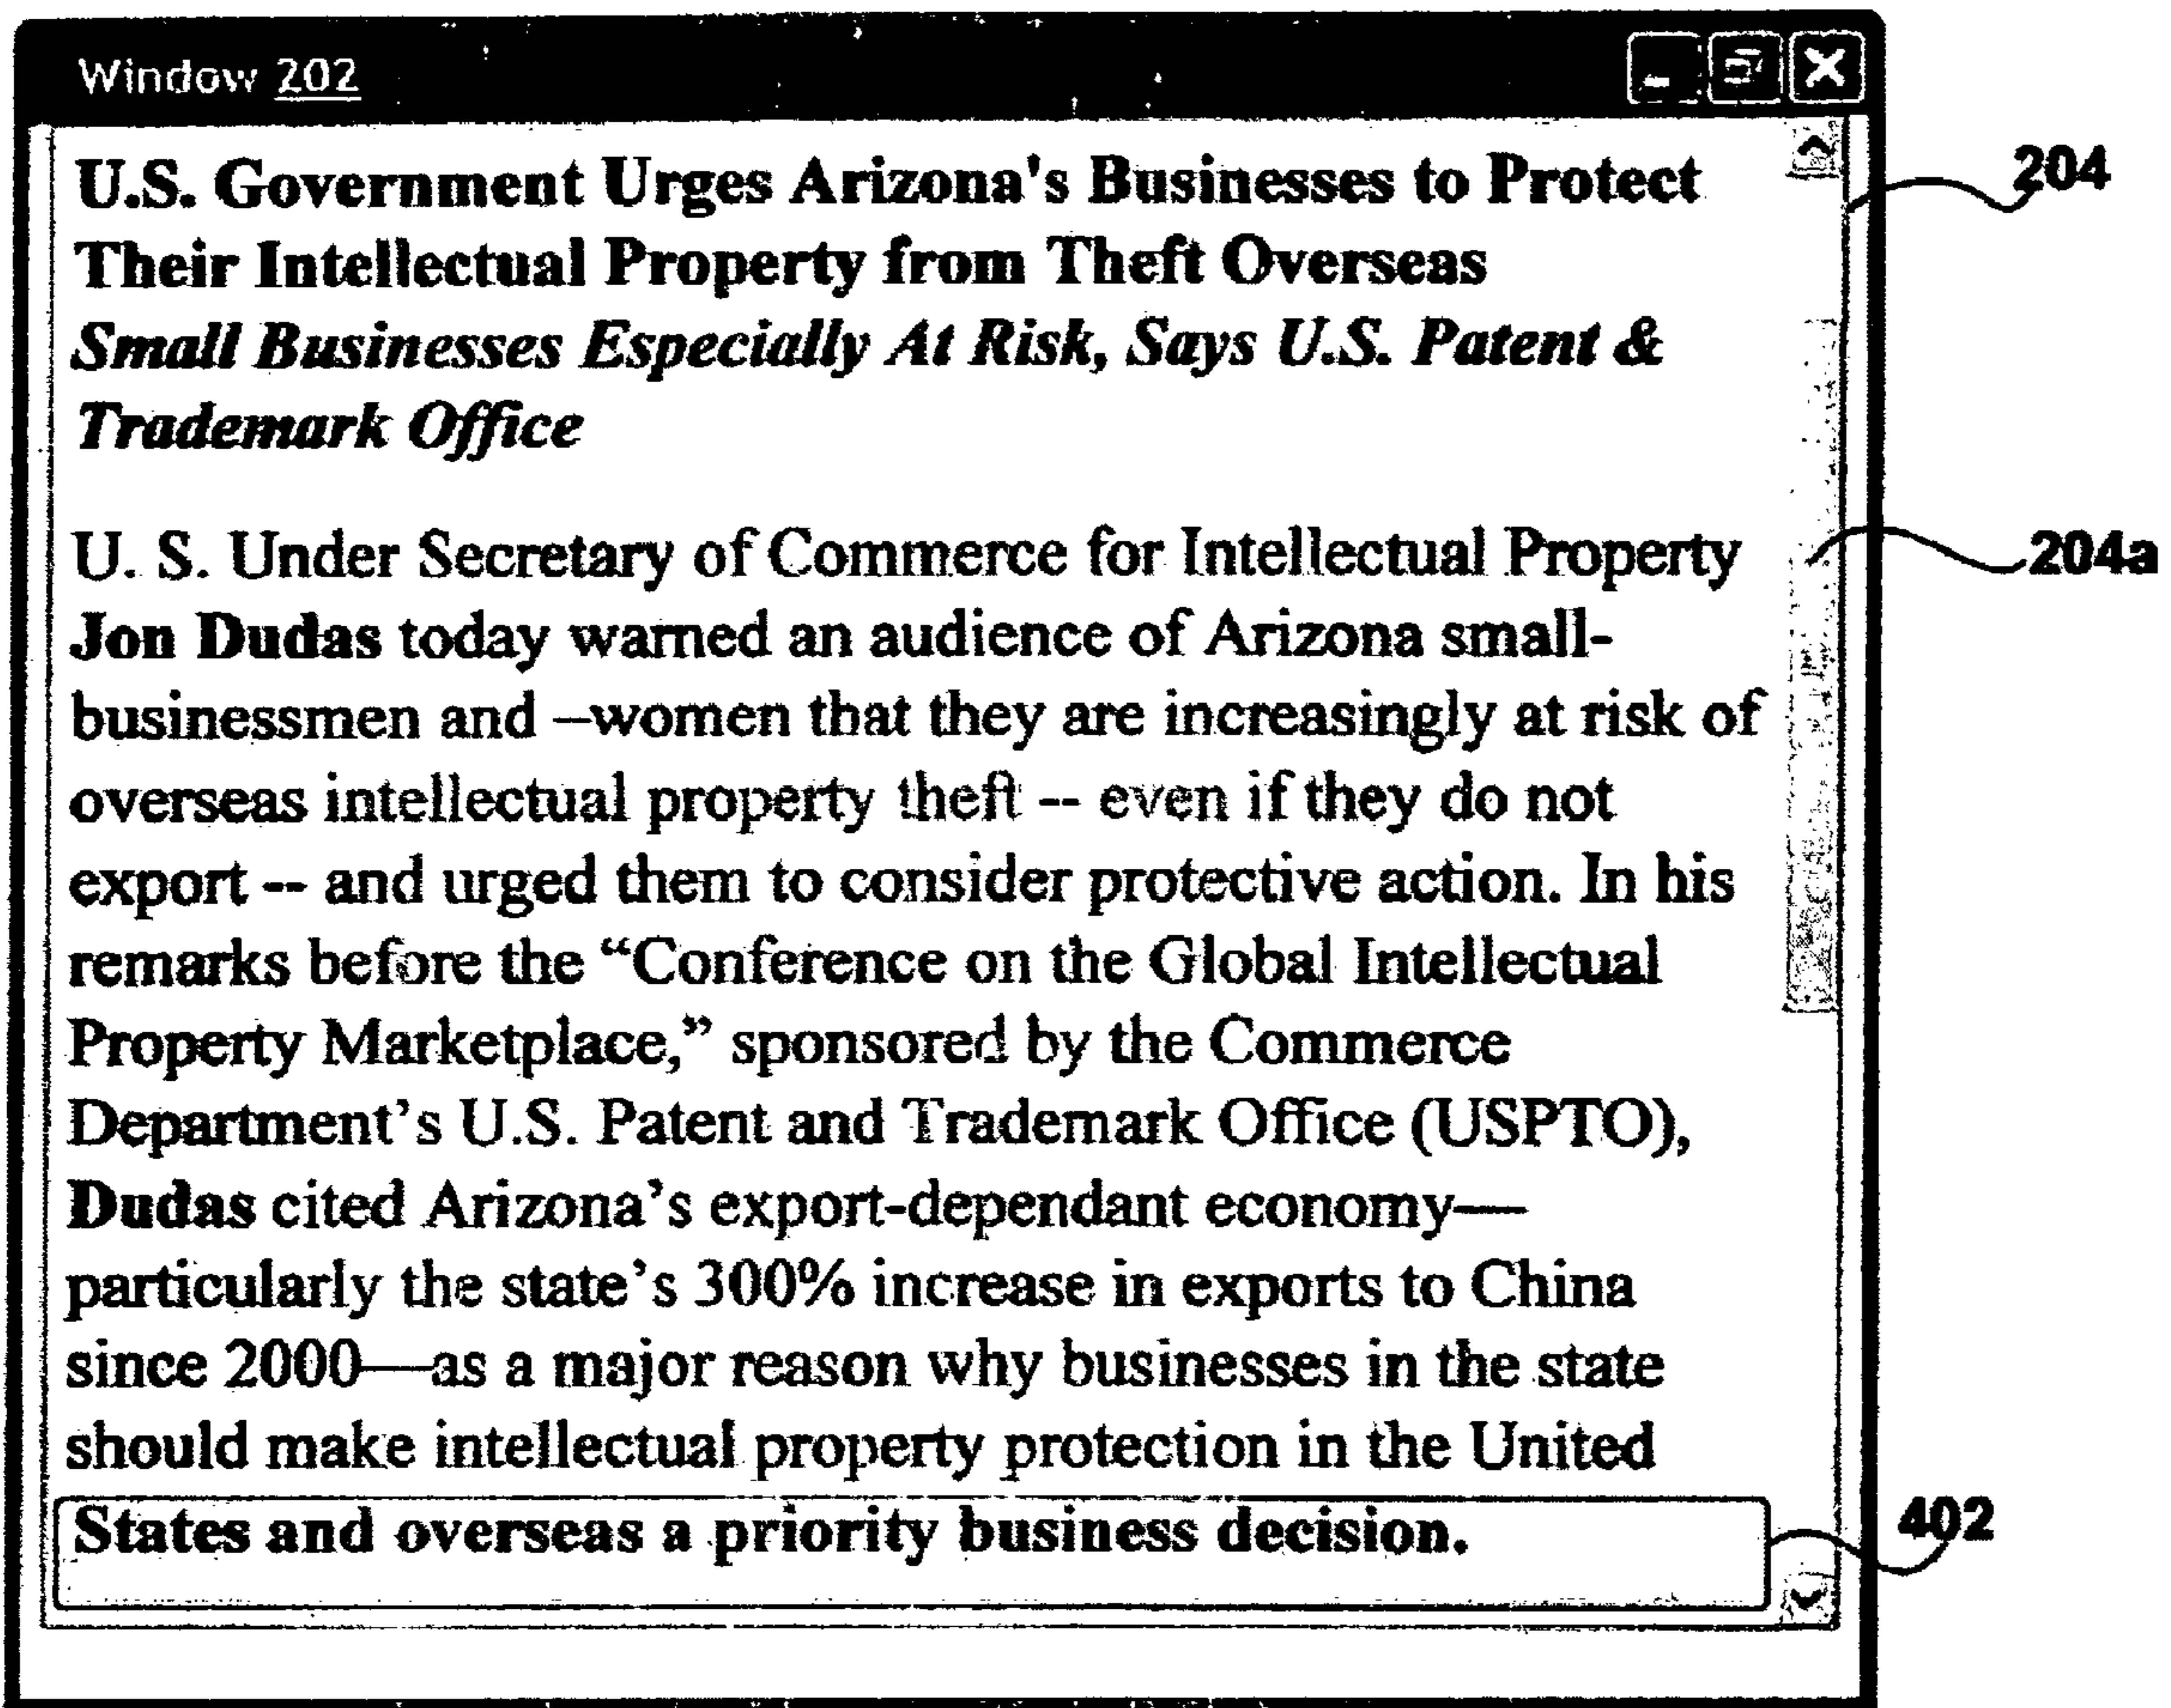 Window 202
U.S. Government Urges Arizona's Businesses to Protect
Their Intellectual Property from Theft Overseas
Small Businesses Especially At Risk, Says U.S. Patent &
Trademark Office
204
U. S. Under Secretary of Commerce for Intellectual Property
204a
Jon Dudas today warned an audience of Arizona small-
businessmen and –women that they are increasingly at risk of
overseas intellectual property theft -- even if they do not
export -- and urged them to consider protective action. In his
remarks before the “Conference on the Global Intellectual
Property Marketplace,” sponsored by the Commerce
Department’s U.S. Patent and Trademark Office (USPTO),
Dudas cited Arizona’s export-dependant economy—
particularly the state’s 300% increase in exports to China
since 2000—as a major reason why businesses in the state
should make intellectual property protection in the United
States and overseas a priority business decision.
402